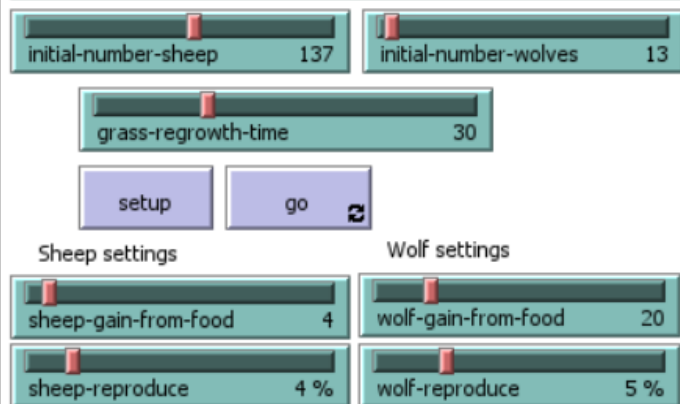 initial-number-sheep 137
initial-number-wolves 13
grass-regrowth-time 30
setup
go
Sheep settings
Wolf settings
sheep-gain-from-food 4
wolf-gain-from-food 20
sheep-reproduce 4 %
wolf-reproduce 5 %